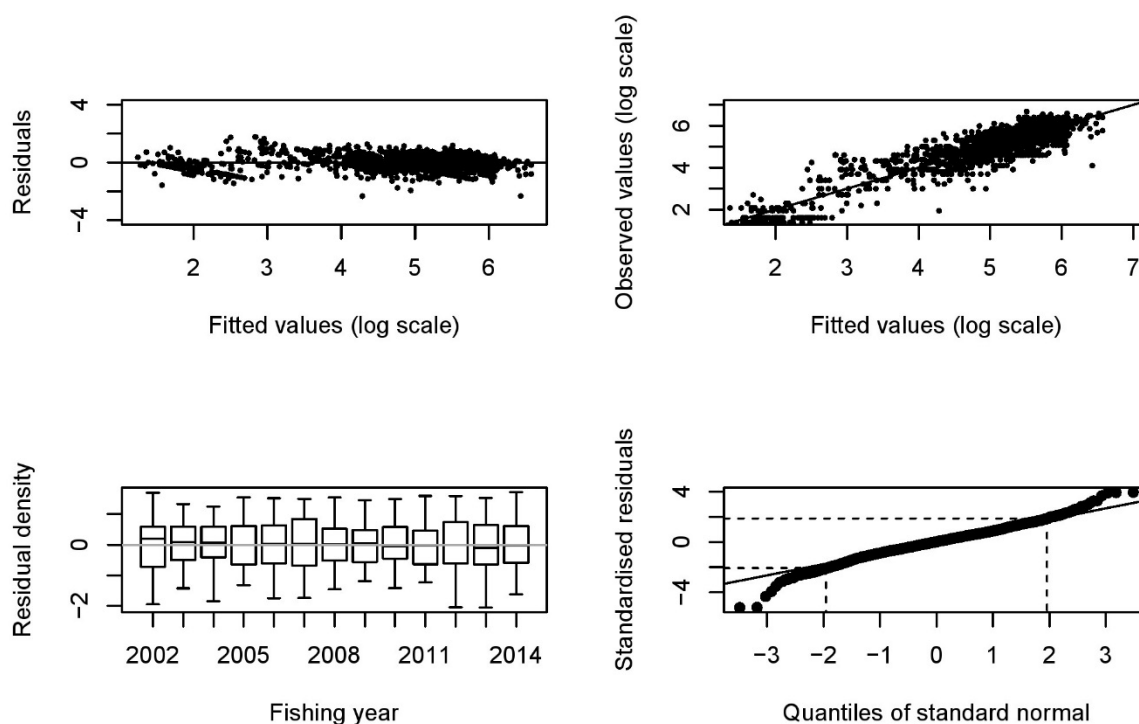 Residuals
4
0
−4
2 3 4 5 6
Fitted values (log scale)
Observed values (log scale)
6
4
2
2 3 4 5 6 7
Fitted values (log scale)
Residual density
0
−2
2002 2005 2008 2011 2014
Fishing year
Standardised residuals
4
0
−4
−3 −2 −1 0 1 2 3
Quantiles of standard normal